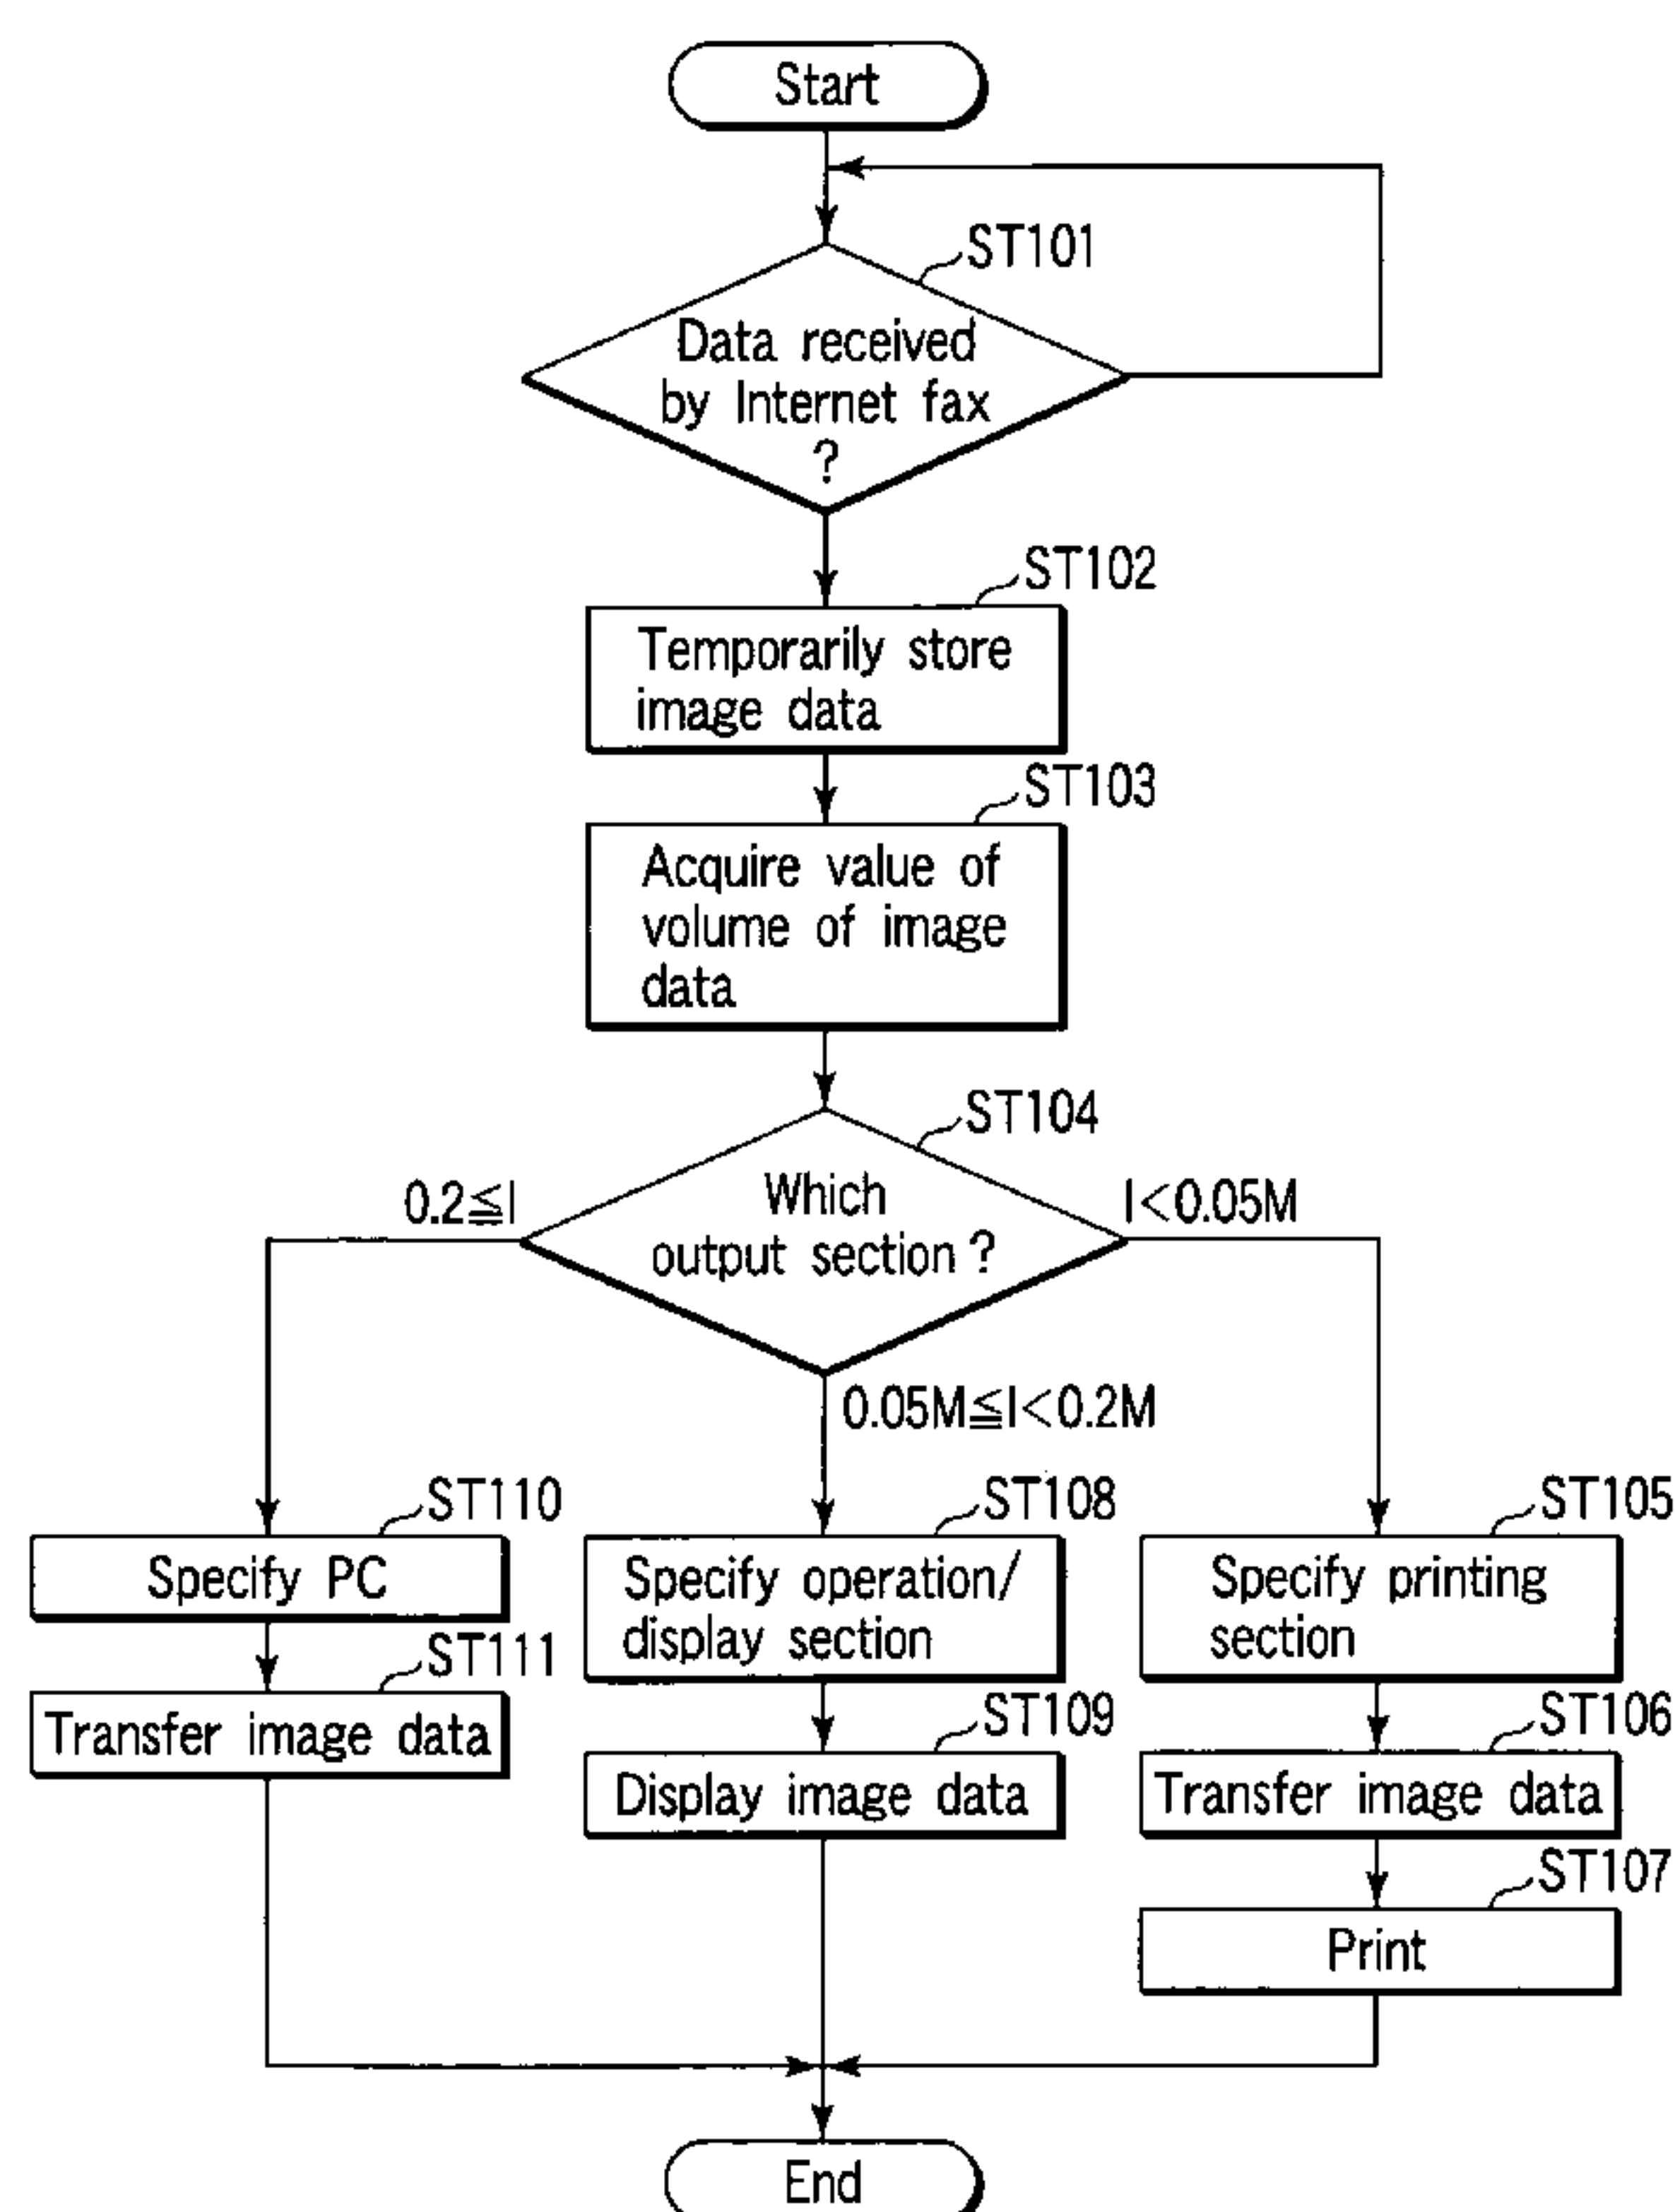 Start
ST101
Data received
by Internet fax
?
ST102
Temporarily store
image data
ST103
Acquire value of
volume of image
data
ST104
Which
output section ?
0.2≦I
I<0.05M
0.05M≦I<0.2M
ST110
Specify PC
ST111
Transfer image data
ST108
Specify operation/
display section
ST109
Display image data
ST105
Specify printing
section
ST106
Transfer image data
ST107
Print
End